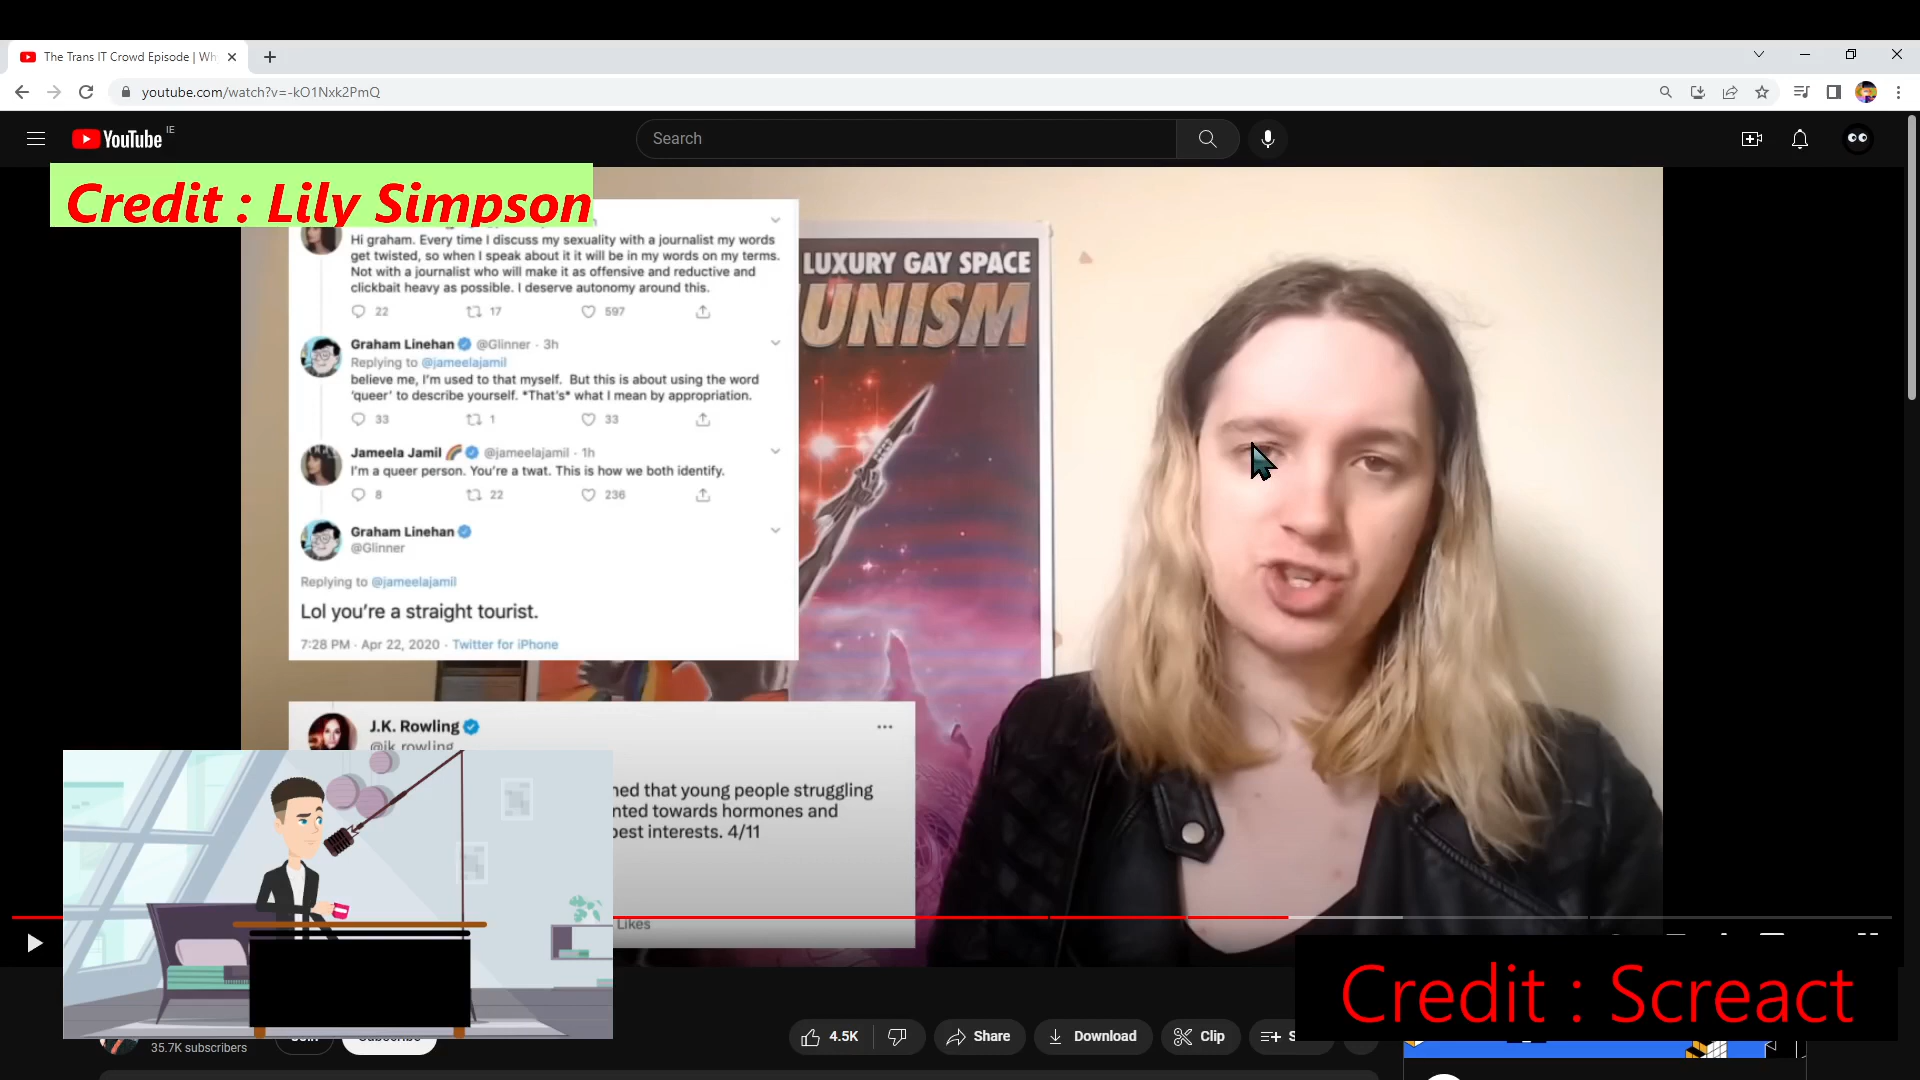 The Trans IT Crowd Episode | Wh
youtube.com/watch?v=-kO1Nxk2PmQ
YouTube IE
Search
Credit : Lily Simpson
Hi graham. Every time I discuss my sexuality with a journalist my words
get twisted, so when I speak about it it will be in my words on my terms.
Not with a journalist who will make it as offensive and reductive and
clickbait heavy as possible. I deserve autonomy around this.
22 17 597
Graham Linehan @Glinner · 3h
Replying to @jameelajamil
believe me, I'm used to that myself. But this is about using the word
'queer' to describe yourself. *That's* what I mean by appropriation.
33 1 33
Jameela Jamil @jameelajamil · 1h
I'm a queer person. You're a twat. This is how we both identify.
8 22 236
Graham Linehan
@Glinner
Replying to @jameelajamil
Lol you're a straight tourist.
7:28 PM · Apr 22, 2020 · Twitter for iPhone
LUXURY GAY SPACE
UNISM
J.K. Rowling
@jk_rowling
ned that young people struggling
nted towards hormones and
best interests. 4/11
Likes
Credit : Screact
35.7K subscribers
Join
Subscribe
4.5K
Share
Download
Clip
S